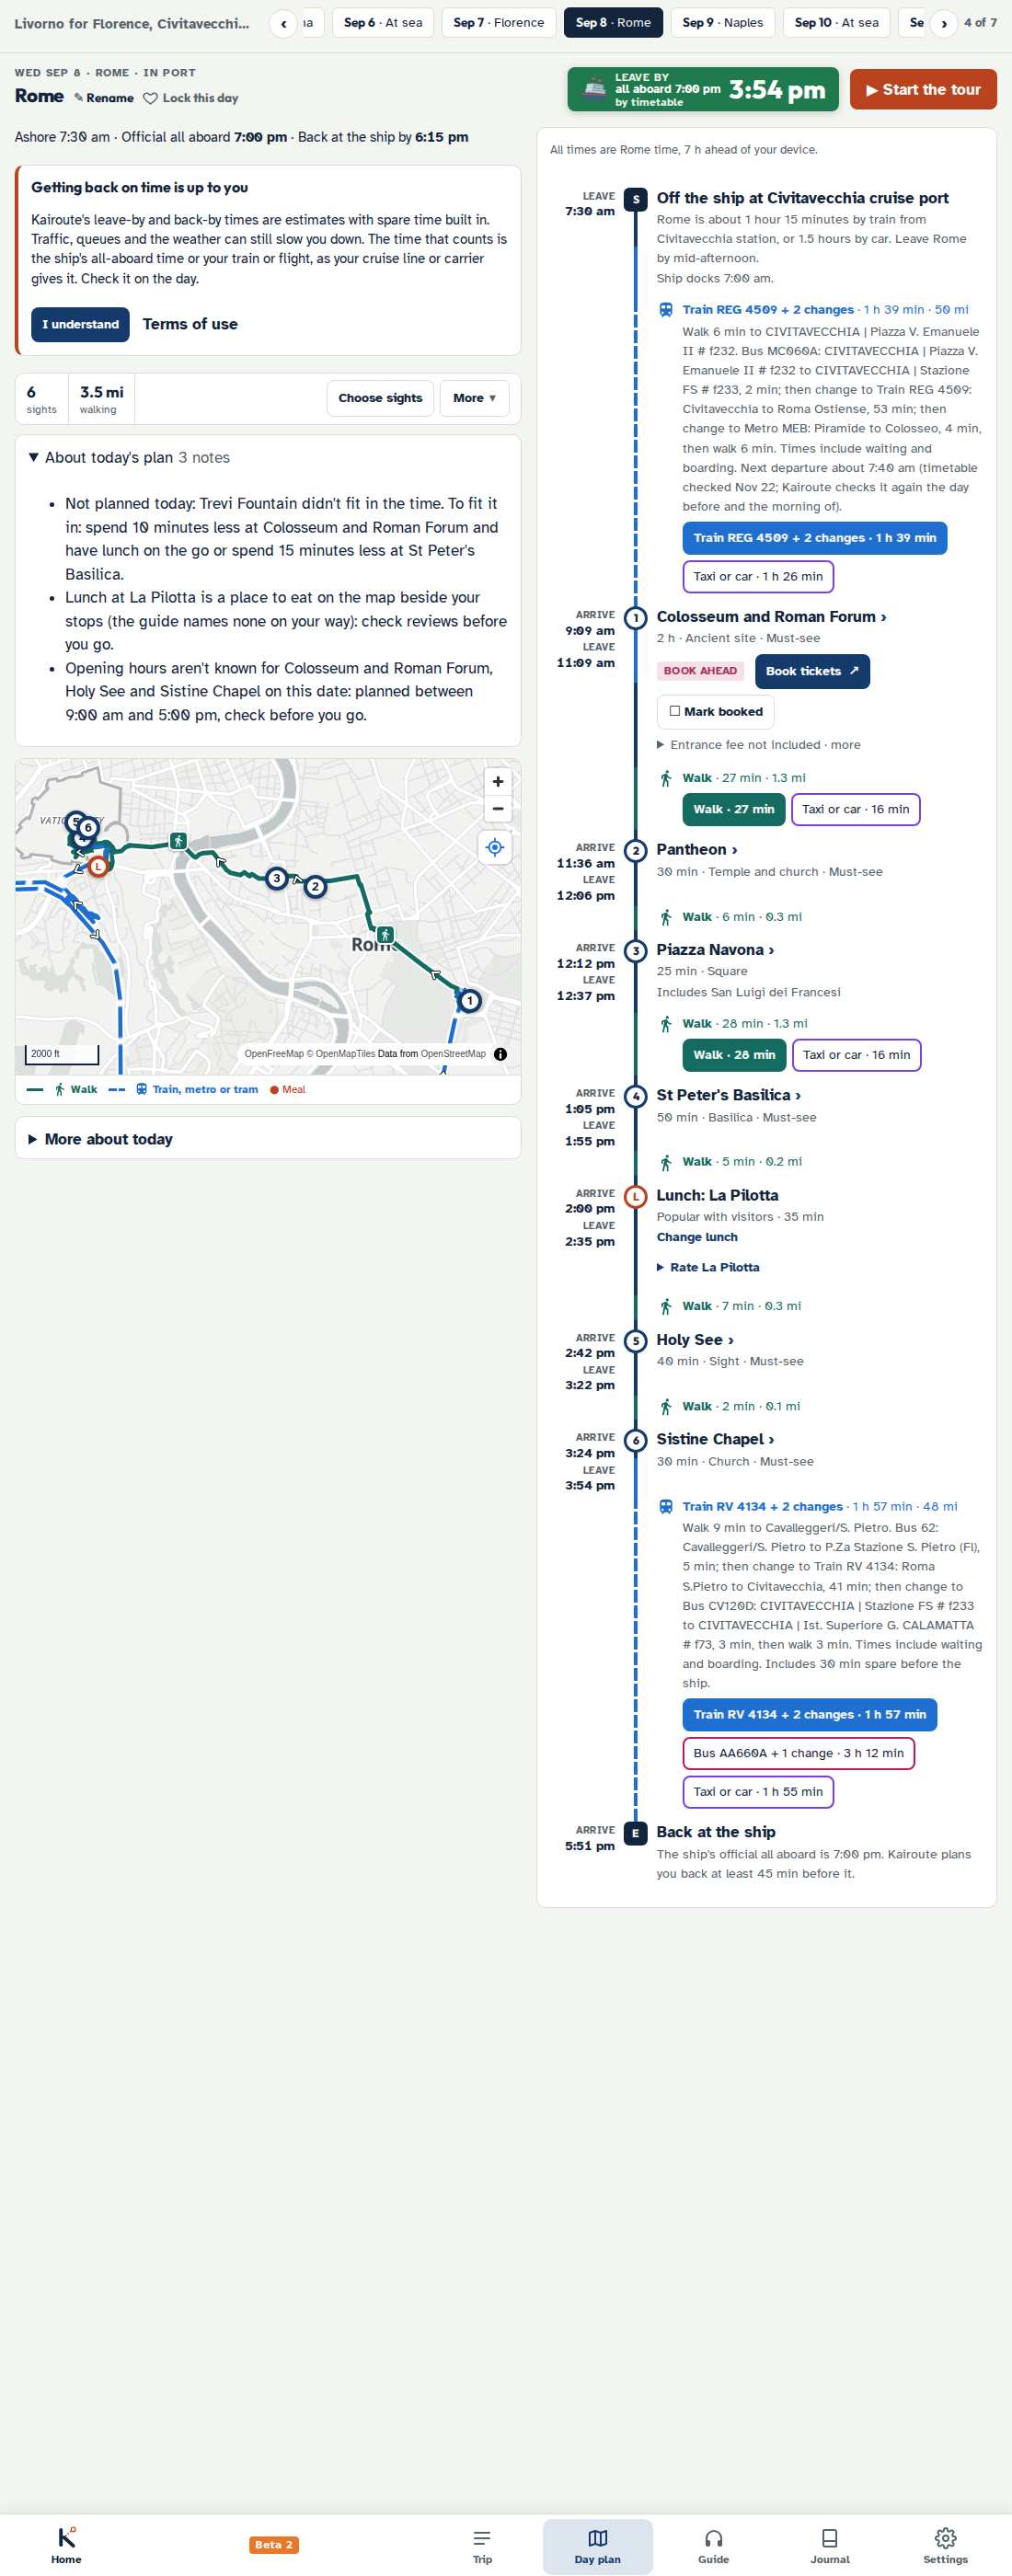 Livorno for Florence, Civitavecchi...
‹
na
Sep 6 · At sea
Sep 7 · Florence
Sep 8 · Rome
Sep 9 · Naples
Sep 10 · At sea
Se
›
4 of 7
WED SEP 8 · ROME · IN PORT
Rome ✎ Rename Lock this day
LEAVE BY
all aboard 7:00 pm
by timetable
3:54 pm
▶ Start the tour
Ashore 7:30 am · Official all aboard 7:00 pm · Back at the ship by 6:15 pm
Getting back on time is up to you
Kairoute's leave-by and back-by times are estimates with spare time built in.
Traffic, queues and the weather can still slow you down. The time that counts is
the ship's all-aboard time or your train or flight, as your cruise line or carrier
gives it. Check it on the day.
I understand
Terms of use
6
sights
3.5 mi
walking
Choose sights
More ▼
▼ About today's plan 3 notes
• Not planned today: Trevi Fountain didn't fit in the time. To fit it
in: spend 10 minutes less at Colosseum and Roman Forum and
have lunch on the go or spend 15 minutes less at St Peter's
Basilica.
• Lunch at La Pilotta is a place to eat on the map beside your
stops (the guide names none on your way): check reviews before
you go.
• Opening hours aren't known for Colosseum and Roman Forum,
Holy See and Sistine Chapel on this date: planned between
9:00 am and 5:00 pm, check before you go.
+
−
5
6
4
L
3
2
Rome
1
2000 ft
OpenFreeMap © OpenMapTiles Data from OpenStreetMap
Walk
Train, metro or tram
Meal
▶ More about today
All times are Rome time, 7 h ahead of your device.
LEAVE
7:30 am
S
Off the ship at Civitavecchia cruise port
Rome is about 1 hour 15 minutes by train from
Civitavecchia station, or 1.5 hours by car. Leave Rome
by mid-afternoon.
Ship docks 7:00 am.
Train REG 4509 + 2 changes · 1 h 39 min · 50 mi
Walk 6 min to CIVITAVECCHIA | Piazza V. Emanuele
II # f232. Bus MC060A: CIVITAVECCHIA | Piazza V.
Emanuele II # f232 to CIVITAVECCHIA | Stazione
FS # f233, 2 min; then change to Train REG 4509:
Civitavecchia to Roma Ostiense, 53 min; then
change to Metro MEB: Piramide to Colosseo, 4 min,
then walk 6 min. Times include waiting and
boarding. Next departure about 7:40 am (timetable
checked Nov 22; Kairoute checks it again the day
before and the morning of).
Train REG 4509 + 2 changes · 1 h 39 min
Taxi or car · 1 h 26 min
ARRIVE
9:09 am
LEAVE
11:09 am
1
Colosseum and Roman Forum ›
2 h · Ancient site · Must-see
BOOK AHEAD
Book tickets ↗
☐ Mark booked
▶ Entrance fee not included · more
Walk · 27 min · 1.3 mi
Walk · 27 min
Taxi or car · 16 min
ARRIVE
11:36 am
LEAVE
12:06 pm
2
Pantheon ›
30 min · Temple and church · Must-see
Walk · 6 min · 0.3 mi
ARRIVE
12:12 pm
LEAVE
12:37 pm
3
Piazza Navona ›
25 min · Square
Includes San Luigi dei Francesi
Walk · 28 min · 1.3 mi
Walk · 28 min
Taxi or car · 16 min
ARRIVE
1:05 pm
LEAVE
1:55 pm
4
St Peter's Basilica ›
50 min · Basilica · Must-see
Walk · 5 min · 0.2 mi
ARRIVE
2:00 pm
LEAVE
2:35 pm
L
Lunch: La Pilotta
Popular with visitors · 35 min
Change lunch
▶ Rate La Pilotta
Walk · 7 min · 0.3 mi
ARRIVE
2:42 pm
LEAVE
3:22 pm
5
Holy See ›
40 min · Sight · Must-see
Walk · 2 min · 0.1 mi
ARRIVE
3:24 pm
LEAVE
3:54 pm
6
Sistine Chapel ›
30 min · Church · Must-see
Train RV 4134 + 2 changes · 1 h 57 min · 48 mi
Walk 9 min to Cavalleggeri/S. Pietro. Bus 62:
Cavalleggeri/S. Pietro to P.Za Stazione S. Pietro (Fl),
5 min; then change to Train RV 4134: Roma
S.Pietro to Civitavecchia, 41 min; then change to
Bus CV120D: CIVITAVECCHIA | Stazione FS # f233
to CIVITAVECCHIA | Ist. Superiore G. CALAMATTA
# f73, 3 min, then walk 3 min. Times include waiting
and boarding. Includes 30 min spare before the
ship.
Train RV 4134 + 2 changes · 1 h 57 min
Bus AA660A + 1 change · 3 h 12 min
Taxi or car · 1 h 55 min
ARRIVE
5:51 pm
E
Back at the ship
The ship's official all aboard is 7:00 pm. Kairoute plans
you back at least 45 min before it.
Home
Beta 2
Trip
Day plan
Guide
Journal
Settings